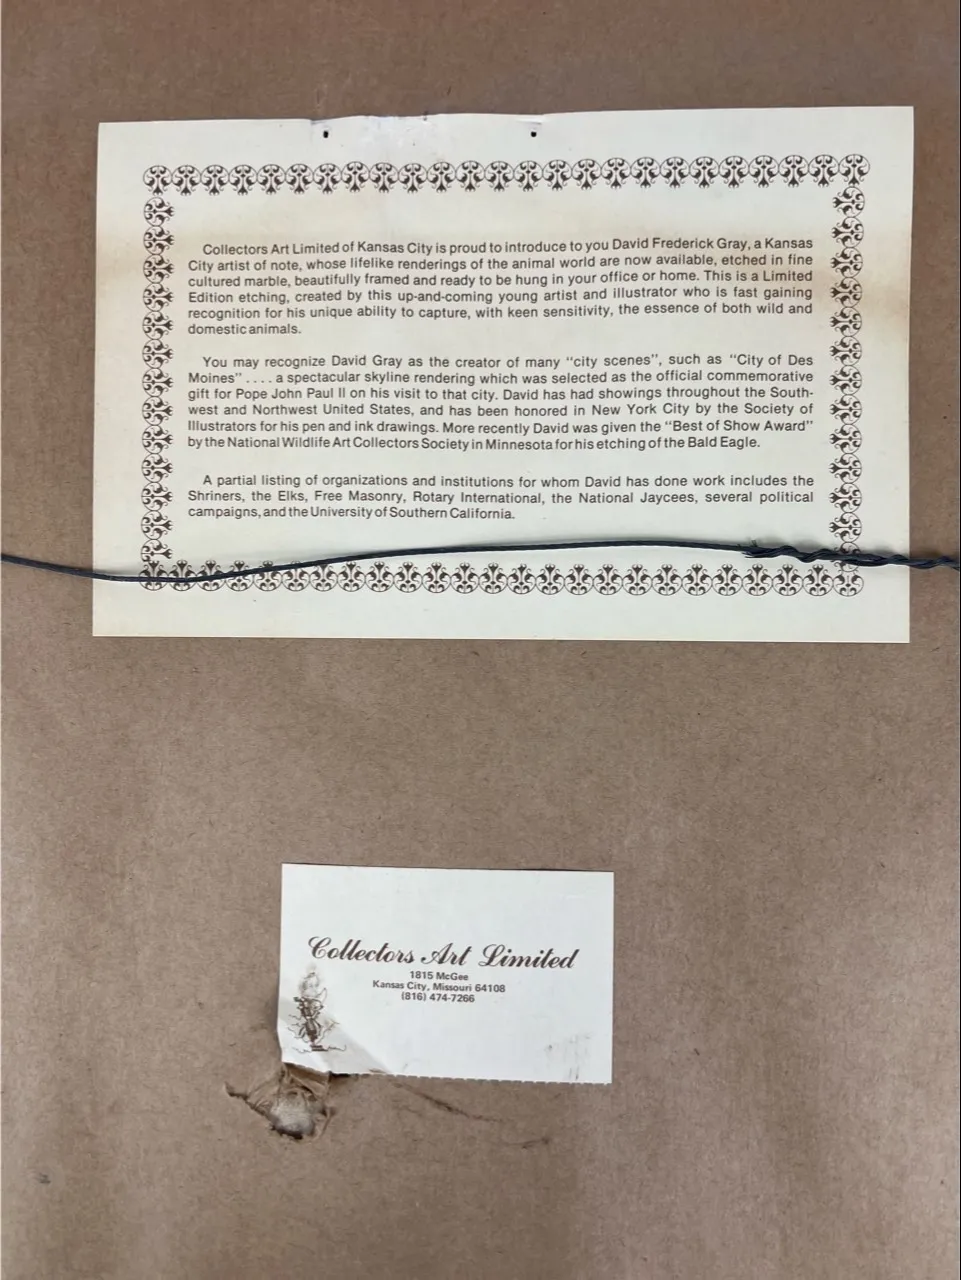 Collectors Art Limited of Kansas City is proud to introduce to you David Frederick Gray, a Kansas
City artist of note, whose lifelike renderings of the animal world are now available, etched in fine
cultured marble, beautifully framed and ready to be hung in your office or home. This is a Limited
Edition etching, created by this up-and-coming young artist and illustrator who is fast gaining
recognition for his unique ability to capture, with keen sensitivity, the essence of both wild and
domestic animals.
You may recognize David Gray as the creator of many “city scenes”, such as “City of Des
Moines” .... a spectacular skyline rendering which was selected as the official commemorative
gift for Pope John Paul II on his visit to that city. David has had showings throughout the South-
west and Northwest United States, and has been honored in New York City by the Society of
Illustrators for his pen and ink drawings. More recently David was given the “Best of Show Award”
by the National Wildlife Art Collectors Society in Minnesota for his etching of the Bald Eagle.
A partial listing of organizations and institutions for whom David has done work includes the
Shriners, the Elks, Free Masonry, Rotary International, the National Jaycees, several political
campaigns, and the University of Southern California.
Collectors Art Limited
1815 McGee
Kansas City, Missouri 64108
(816) 474-7266